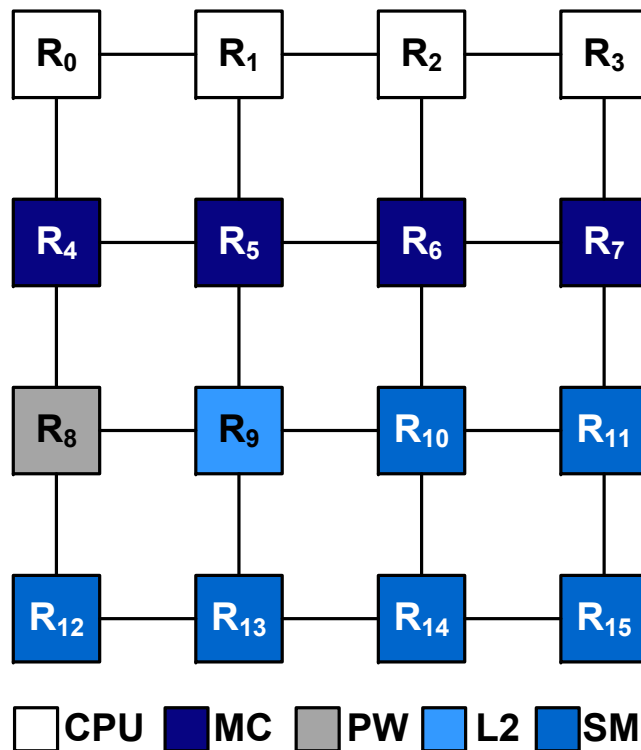 R0 R1 R2 R3
R4 R5 R6 R7
R8 R9 R10 R11
R12 R13 R14 R15
CPU MC PW L2 SM